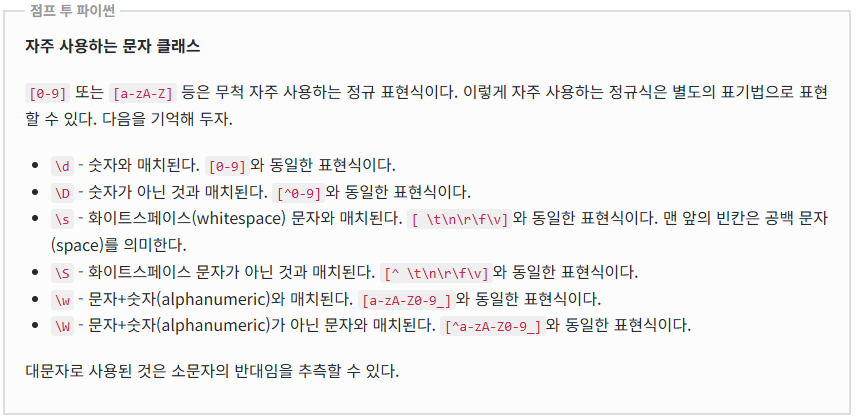 점프 투 파이썬
자주 사용하는 문자 클래스
[0-9] 또는 [a-zA-Z] 등은 무척 자주 사용하는 정규 표현식이다. 이렇게 자주 사용하는 정규식은 별도의 표기법으로 표현
할 수 있다. 다음을 기억해 두자.
• \d - 숫자와 매치된다. [0-9]와 동일한 표현식이다.
• \D - 숫자가 아닌 것과 매치된다. [^0-9]와 동일한 표현식이다.
• \s - 화이트스페이스(whitespace) 문자와 매치된다. [ \t\n\r\f\v]와 동일한 표현식이다. 맨 앞의 빈칸은 공백 문자
(space)를 의미한다.
• \S - 화이트스페이스 문자가 아닌 것과 매치된다. [^ \t\n\r\f\v]와 동일한 표현식이다.
• \w - 문자+숫자(alphanumeric)와 매치된다. [a-zA-Z0-9_]와 동일한 표현식이다.
• \W - 문자+숫자(alphanumeric)가 아닌 문자와 매치된다. [^a-zA-Z0-9_]와 동일한 표현식이다.
대문자로 사용된 것은 소문자의 반대임을 추측할 수 있다.